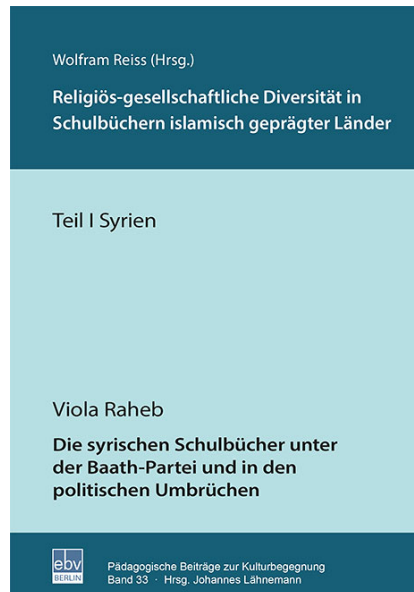 Wolfram Reiss (Hrsg.)
Religiös-gesellschaftliche Diversität in
Schulbüchern islamisch geprägter Länder
Teil I Syrien
Viola Raheb
Die syrischen Schulbücher unter
der Baath-Partei und in den
politischen Umbrüchen
ebv
BERLIN
Pädagogische Beiträge zur Kulturbegegnung
Band 33 · Hrsg. Johannes Lähnemann